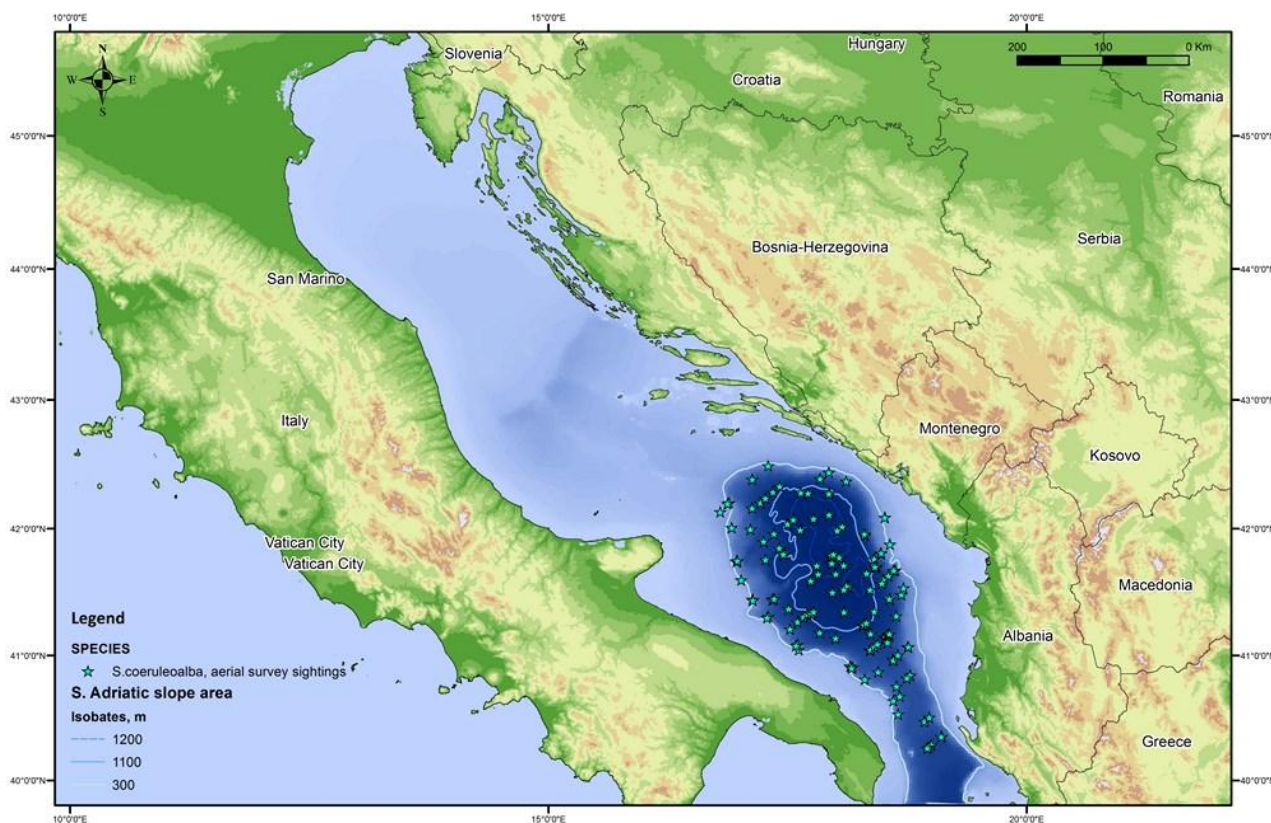 10°0'0"E 15°0'0"E 20°0'0"E
Slovenia
Hungary
200 100 0 Km
N
W E
S
Croatia
Romania
45°0'0"N 45°0'0"N
Bosnia-Herzegovina
Serbia
44°0'0"N 44°0'0"N
San Marino
43°0'0"N 43°0'0"N
Italy
Montenegro
Kosovo
42°0'0"N 42°0'0"N
Vatican City
Vatican City
Macedonia
Legend
SPECIES
S.coeruleoalba, aerial survey sightings
Albania
41°0'0"N 41°0'0"N
S. Adriatic slope area
Isobates, m
1200
1100
300
Greece
40°0'0"N 40°0'0"N
10°0'0"E 15°0'0"E 20°0'0"E